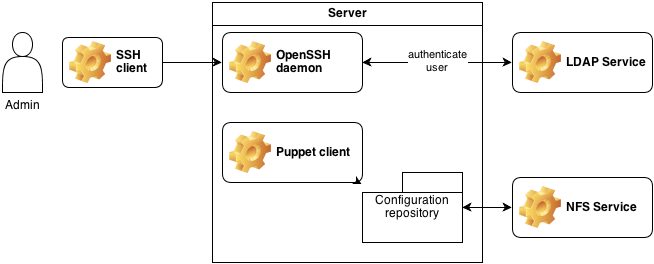 Server
SSH
client
OpenSSH
daemon
authenticate
user
LDAP Service
Admin
Puppet client
Configuration
repository
NFS Service